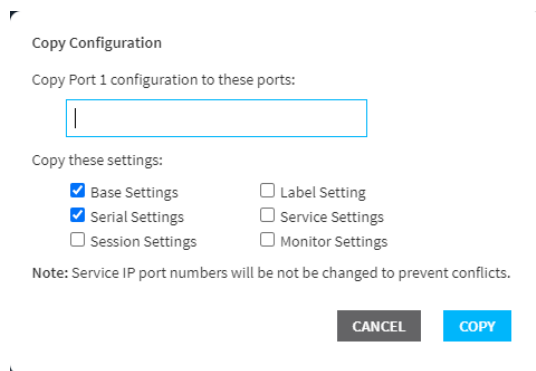 Copy Configuration
Copy Port 1 configuration to these ports:
Copy these settings:
Base Settings Label Setting
Serial Settings Service Settings
Session Settings Monitor Settings
Note: Service IP port numbers will be not be changed to prevent conflicts.
CANCEL COPY